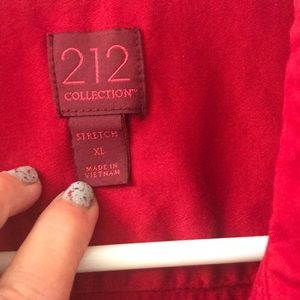 212
COLLECTION™
STRETCH
XL
MADE IN
VIETNAM